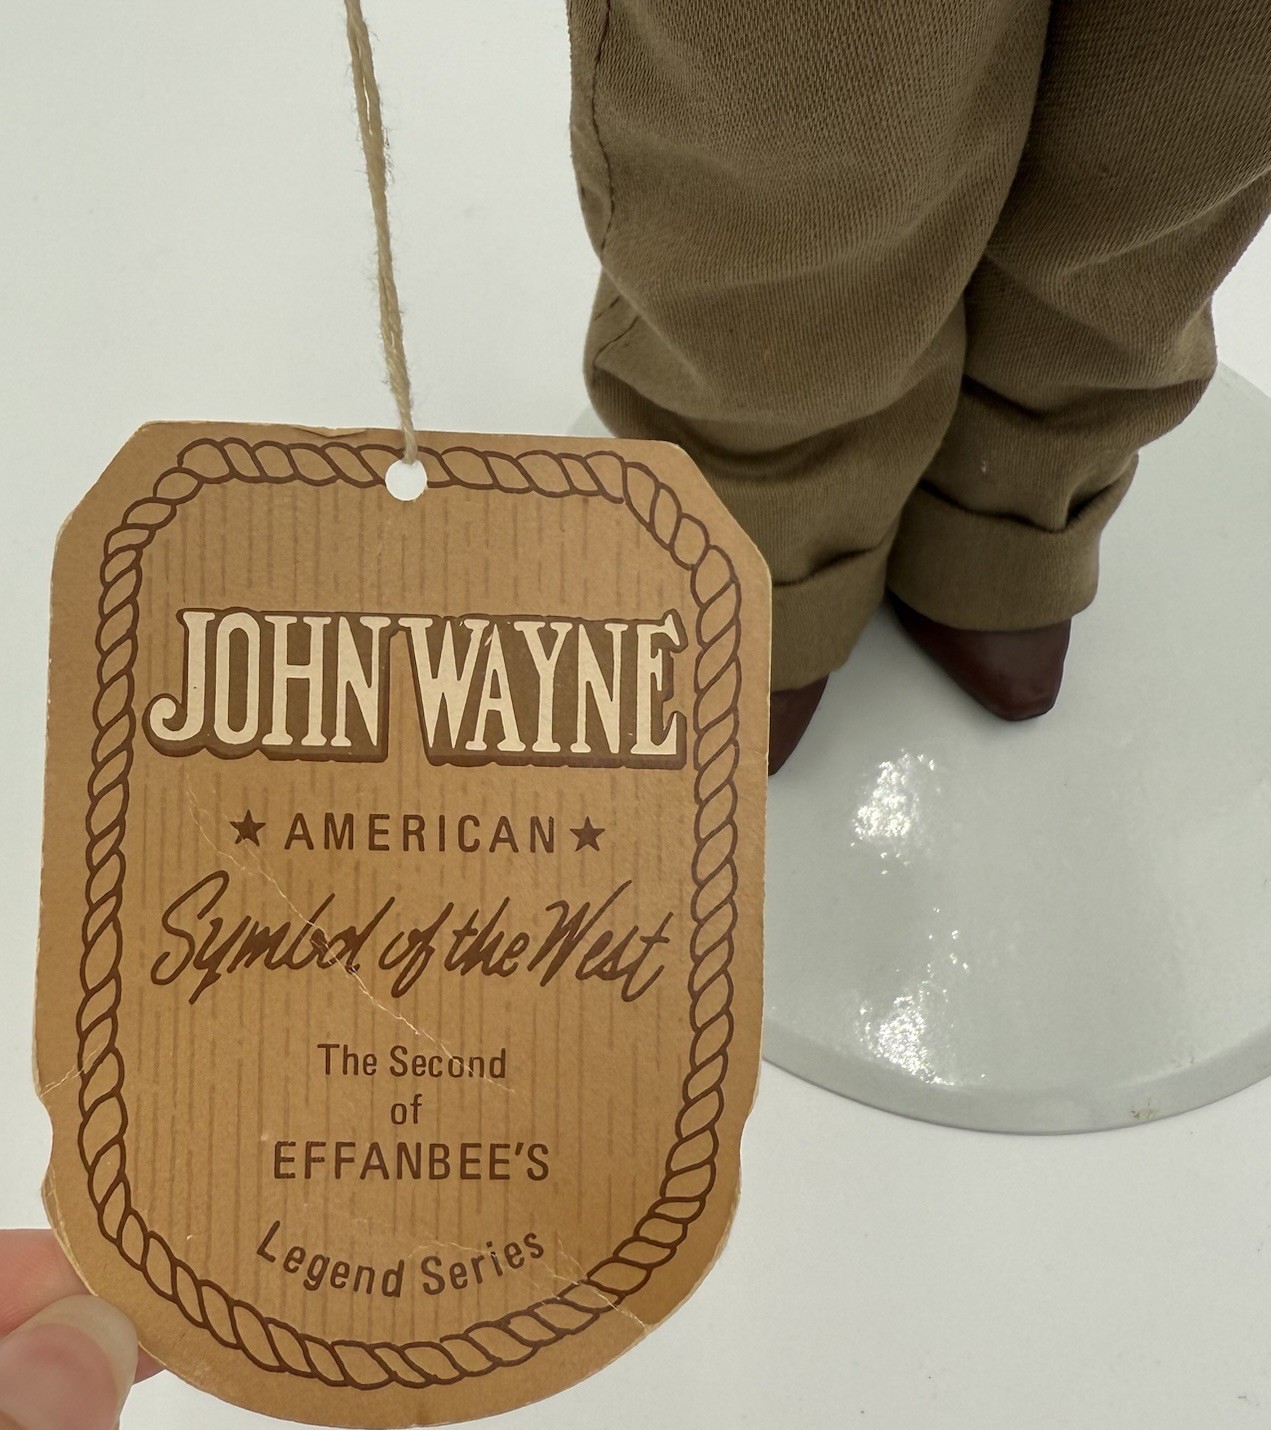 JOHN WAYNE
★ AMERICAN ★
Symbol of the West
The Second
of
EFFANBEE'S
Legend Series